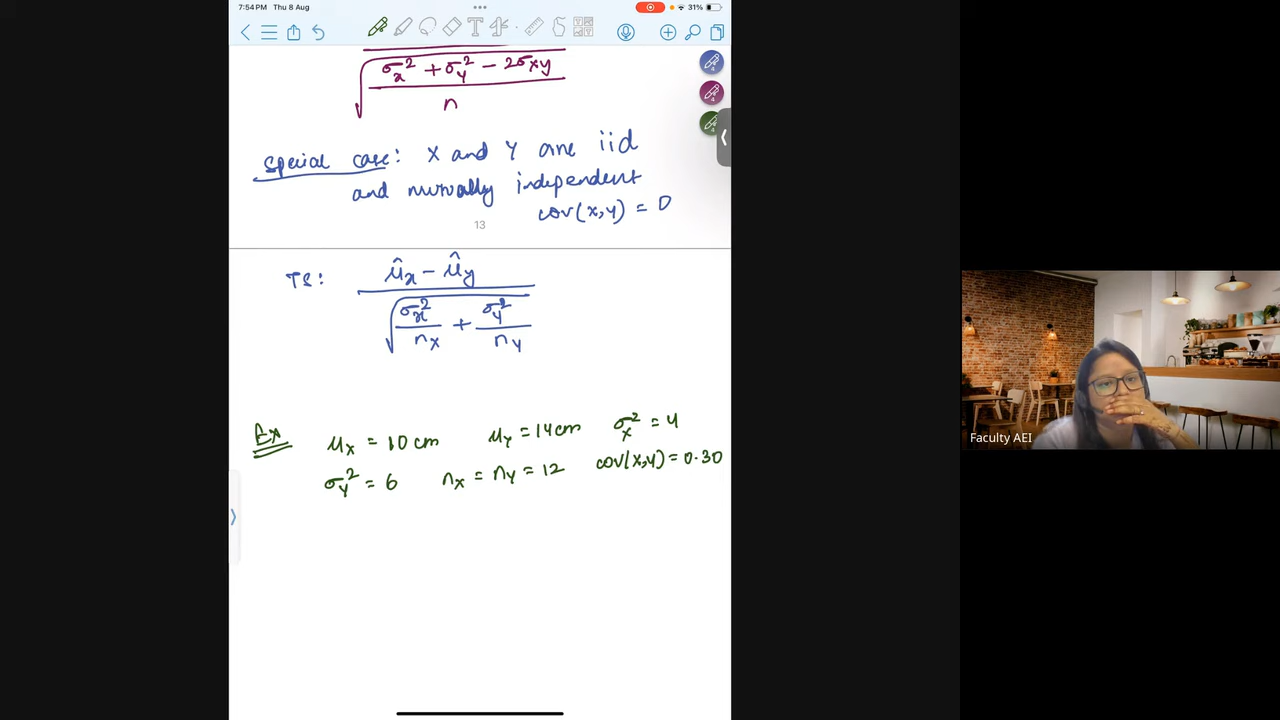 7:54 PM Thu 8 Aug
31%
σx² + σy² − 2σxy
n
Special case: X and Y are iid
and mutually independent
cov(x,y) = 0
13
TS: μ̂x − μ̂y
σx² + σy²
nx ny
Ex μx = 10 cm μy = 14 cm σx² = 4
σy² = 6 nx = ny = 12 cov(x,y) = 0.30
Faculty AEI